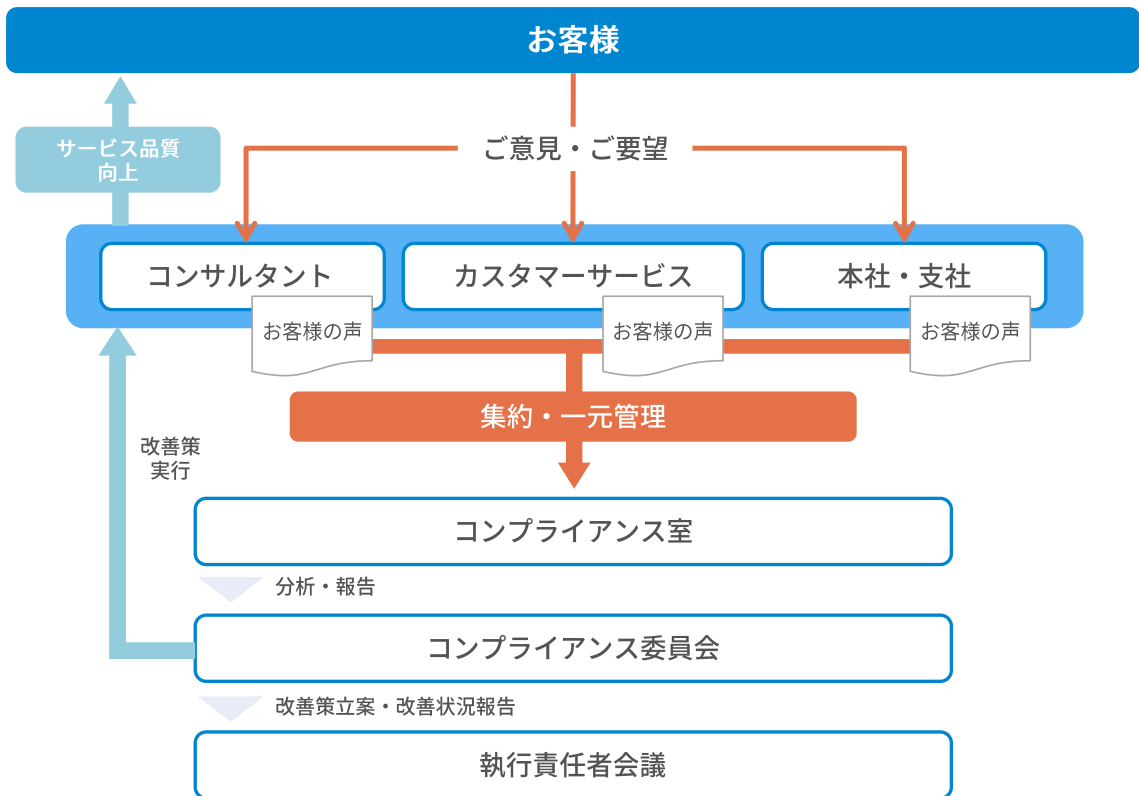 お客様
サービス品質
向上
ご意見・ご要望
コンサルタント
カスタマーサービス
本社・支社
お客様の声
お客様の声
お客様の声
集約・一元管理
改善策
実行
コンプライアンス室
分析・報告
コンプライアンス委員会
改善策立案・改善状況報告
執行責任者会議